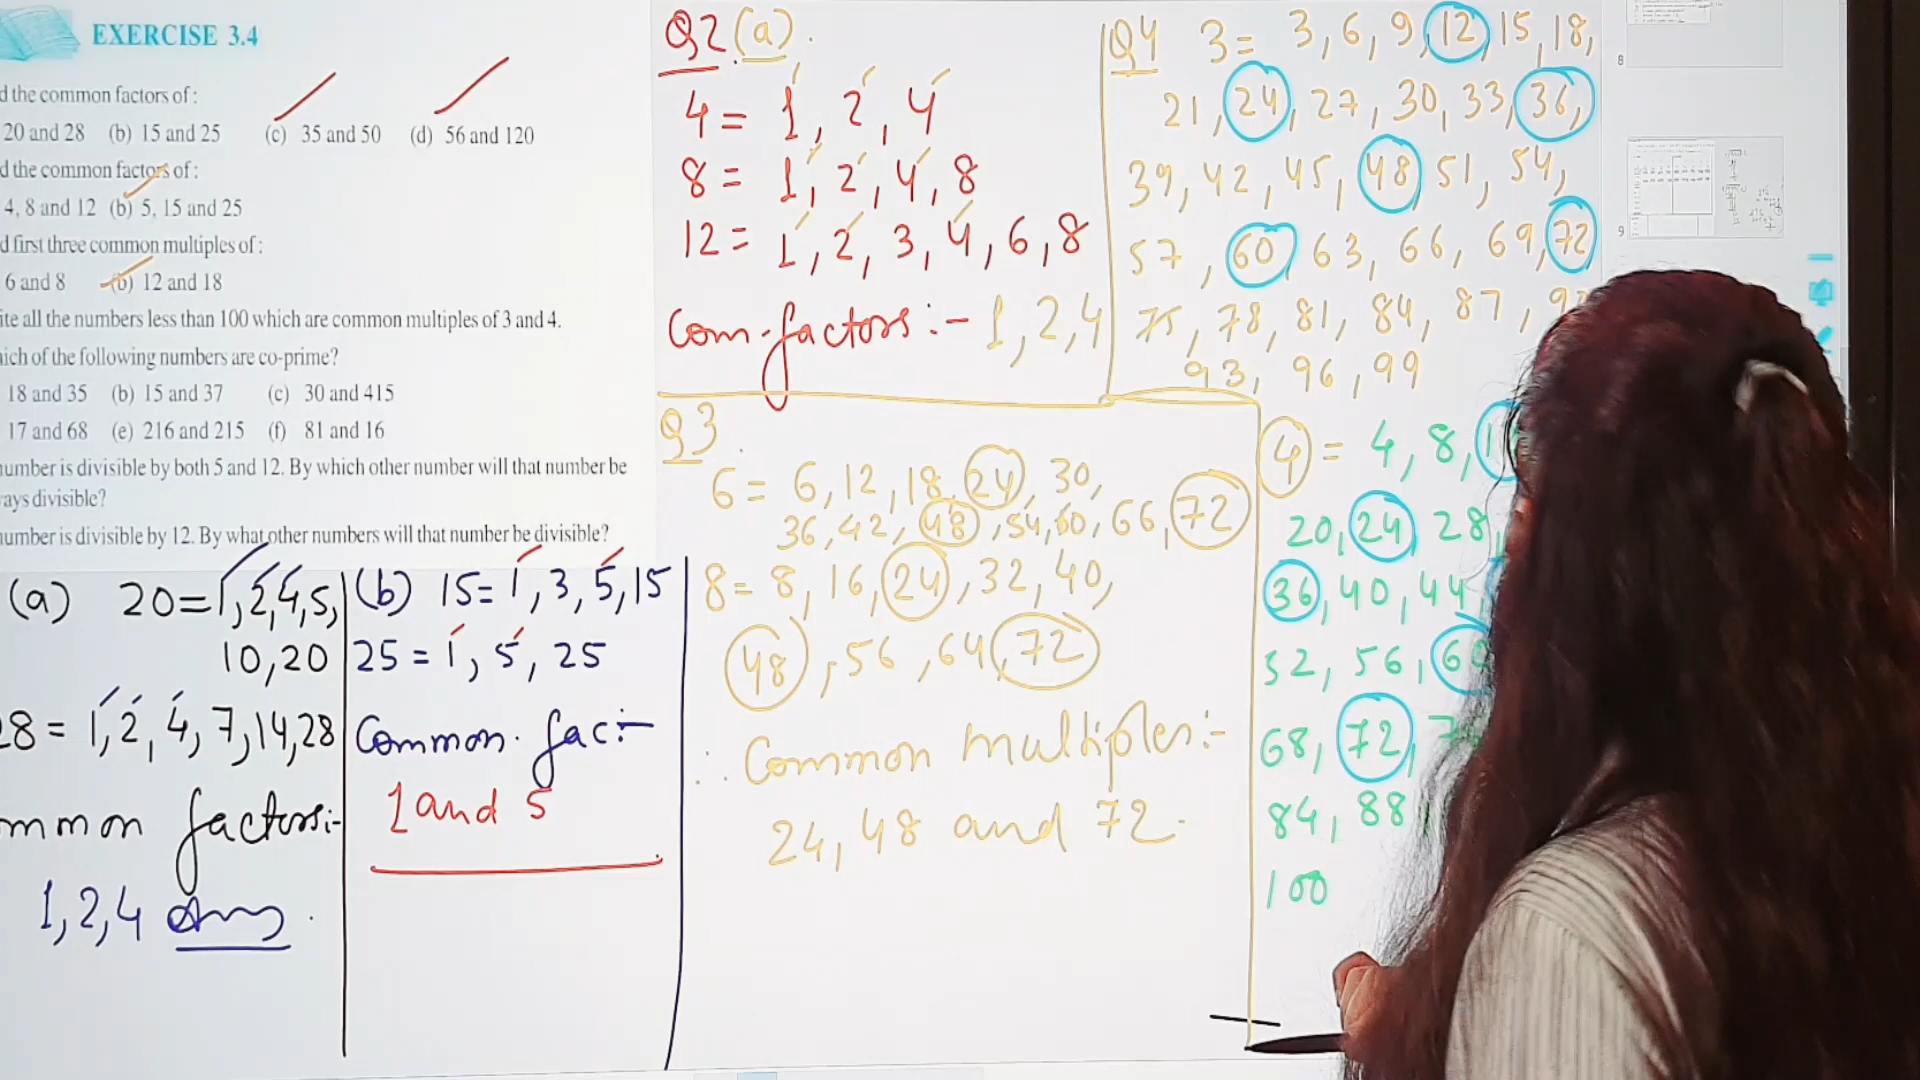 EXERCISE 3.4
d the common factors of :
20 and 28 (b) 15 and 25 (c) 35 and 50 (d) 56 and 120
d the common factors of :
4, 8 and 12 (b) 5, 15 and 25
d first three common multiples of :
6 and 8 (b) 12 and 18
ite all the numbers less than 100 which are common multiples of 3 and 4.
ich of the following numbers are co-prime?
18 and 35 (b) 15 and 37 (c) 30 and 415
17 and 68 (e) 216 and 215 (f) 81 and 16
number is divisible by both 5 and 12. By which other number will that number be
ays divisible?
number is divisible by 12. By what other numbers will that number be divisible?
(a) 20 = 1, 2, 4, 5,
10, 20
28 = 1, 2, 4, 7, 14, 28
mmon factors:-
1, 2, 4 Ans.
(b) 15 = 1, 3, 5, 15
25 = 1, 5, 25
Common. fac:-
1 and 5
Q2. (a).
4 = 1, 2, 4
8 = 1, 2, 4, 8
12 = 1, 2, 3, 4, 6, 8
Com. factors :- 1, 2, 4
Q3.
6 = 6, 12, 18, 24, 30,
36, 42, 48, 54, 60, 66, 72
8 = 8, 16, 24, 32, 40,
48, 56, 64, 72
∴ Common multiples:-
24, 48 and 72.
Q4 3 = 3, 6, 9, 12, 15, 18,
21, 24, 27, 30, 33, 36,
39, 42, 45, 48, 51, 54,
57, 60, 63, 66, 69, 72
75, 78, 81, 84, 87,
93, 96, 99
4 = 4, 8,
20, 24, 28,
36, 40, 44
52, 56, 60
68, 72,
84, 88
100
8
9